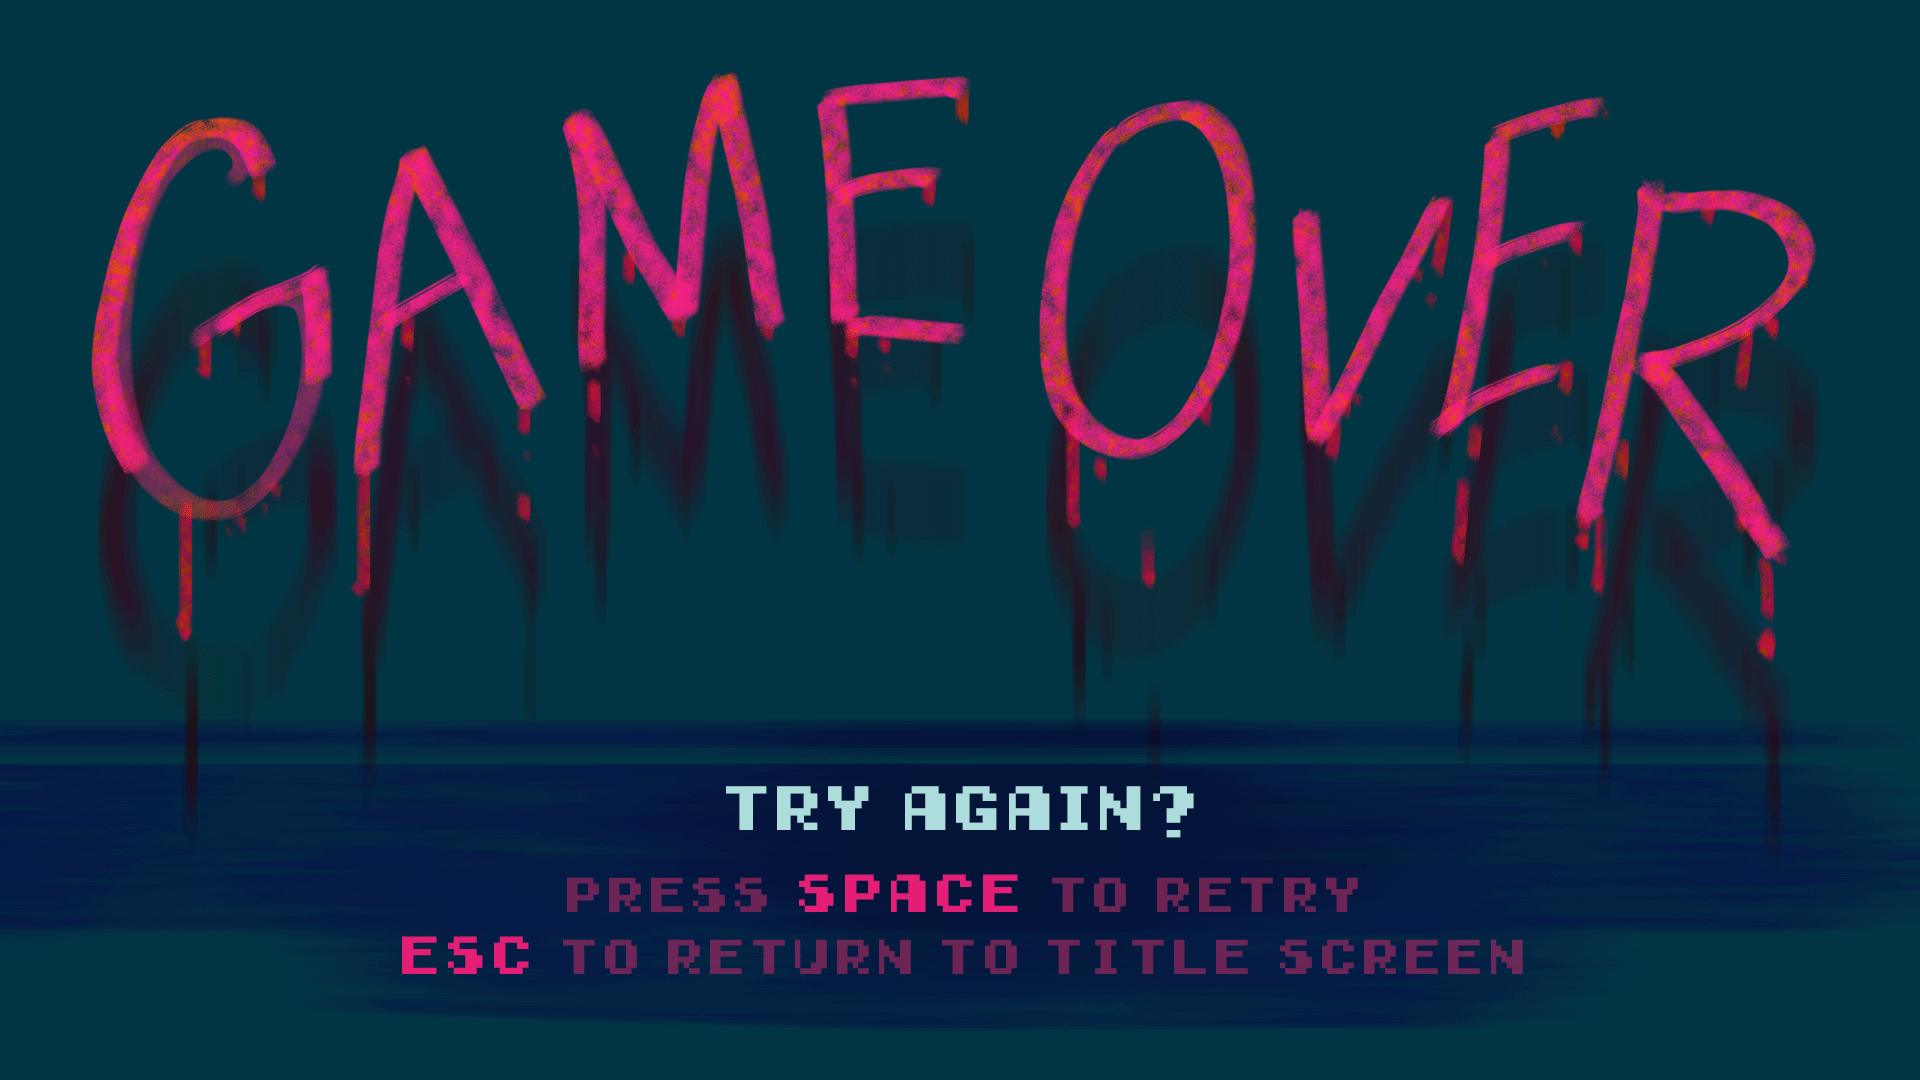 GAME OVER
TRY AGAIN?
PRESS SPACE TO RETRY
ESC TO RETURN TO TITLE SCREEN